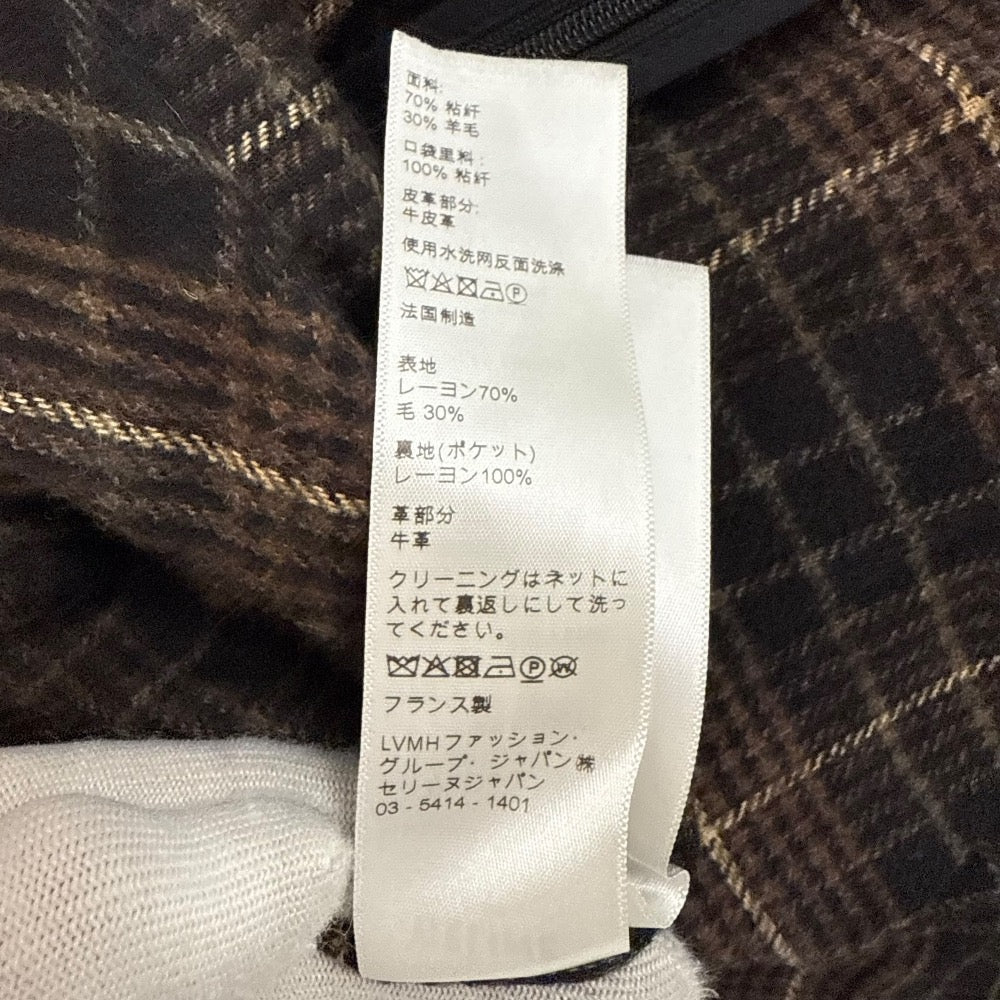 面料:
70% 粘纤
30% 羊毛
口袋里料:
100% 粘纤
皮革部分:
牛皮革
使用水洗网反面洗涤
P
法国制造
表地
レーヨン70%
毛 30%
裏地(ポケット)
レーヨン100%
革部分
牛革
クリーニングはネットに
入れて裏返しにして洗っ
てください。
P W
フランス製
LVMHファッション・
グループ・ジャパン㈱
セリーヌジャパン
03 - 5414 - 1401